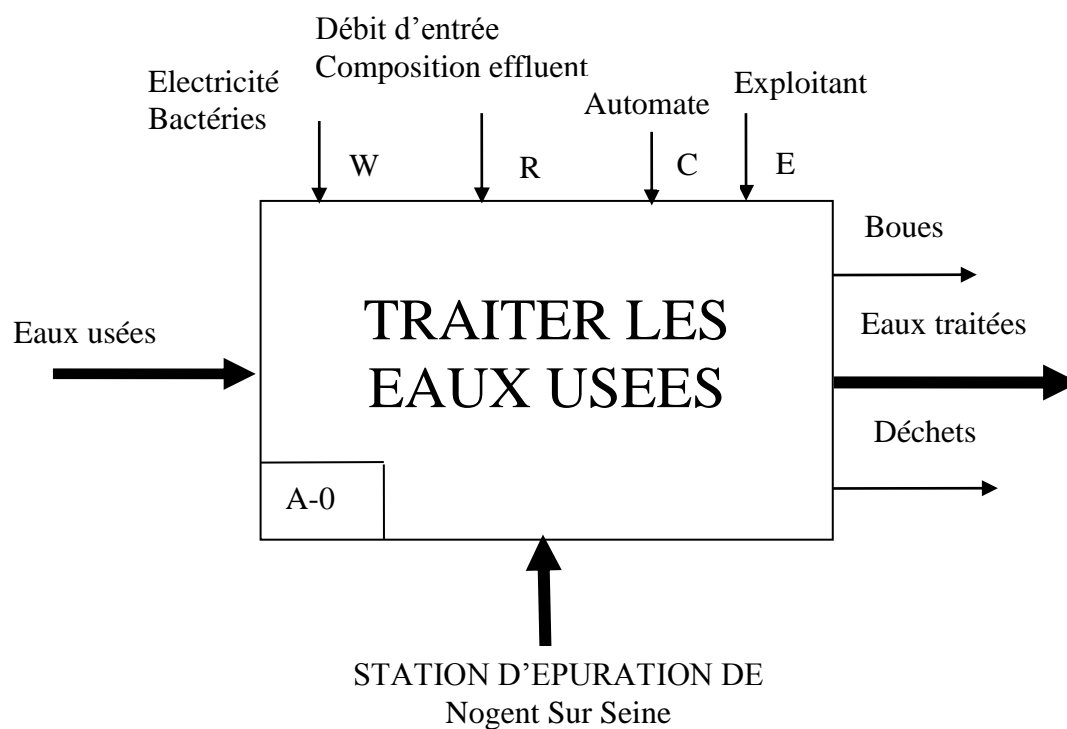 Débit d'entrée
Composition effluent
Electricité
Bactéries
Automate
Exploitant
W
R
C
E
Boues
Eaux usées
TRAITER LES
EAUX USEES
Eaux traitées
Déchets
A-0
STATION D'EPURATION DE
Nogent Sur Seine